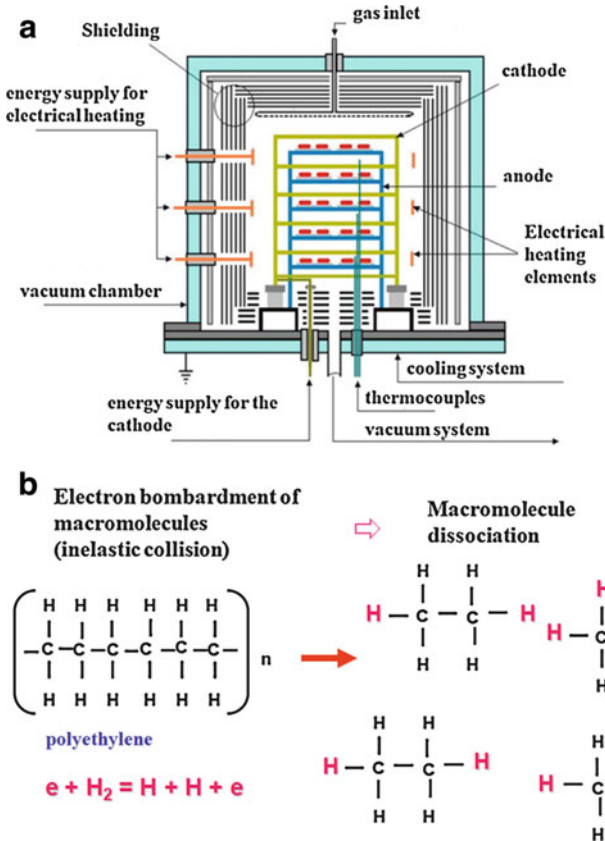 a
gas inlet
Shielding
cathode
energy supply for
electrical heating
anode
Electrical
heating
elements
vacuum chamber
cooling system
energy supply for the
cathode
thermocouples
vacuum system
b
Electron bombardment of
macromolecules
(inelastic collision)
⇨
Macromolecule
dissociation
H H H H H H
– C – C – C – C – C – C –
H H H H H H
n
polyethylene
e + H₂ = H + H + e
H H
H – C – C – H
H H
H
H – C
H
H H
H – C – C – H
H H
H
H – C
H